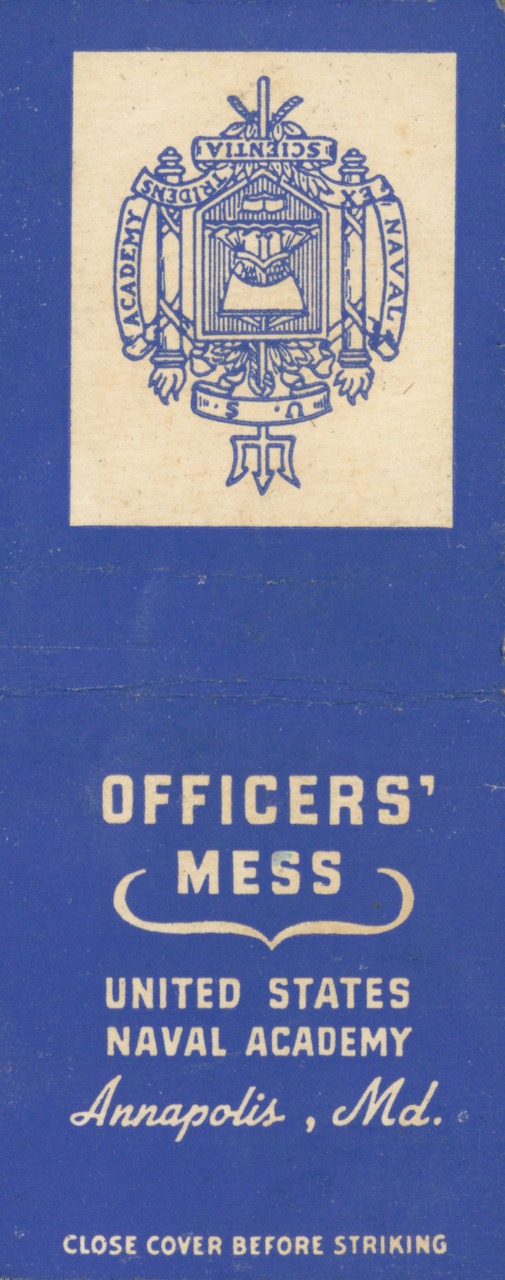 SCIENTIA
EX TRIDENS
NAVAL
ACADEMY
U. S.
OFFICERS'
MESS
UNITED STATES
NAVAL ACADEMY
Annapolis, Md.
CLOSE COVER BEFORE STRIKING